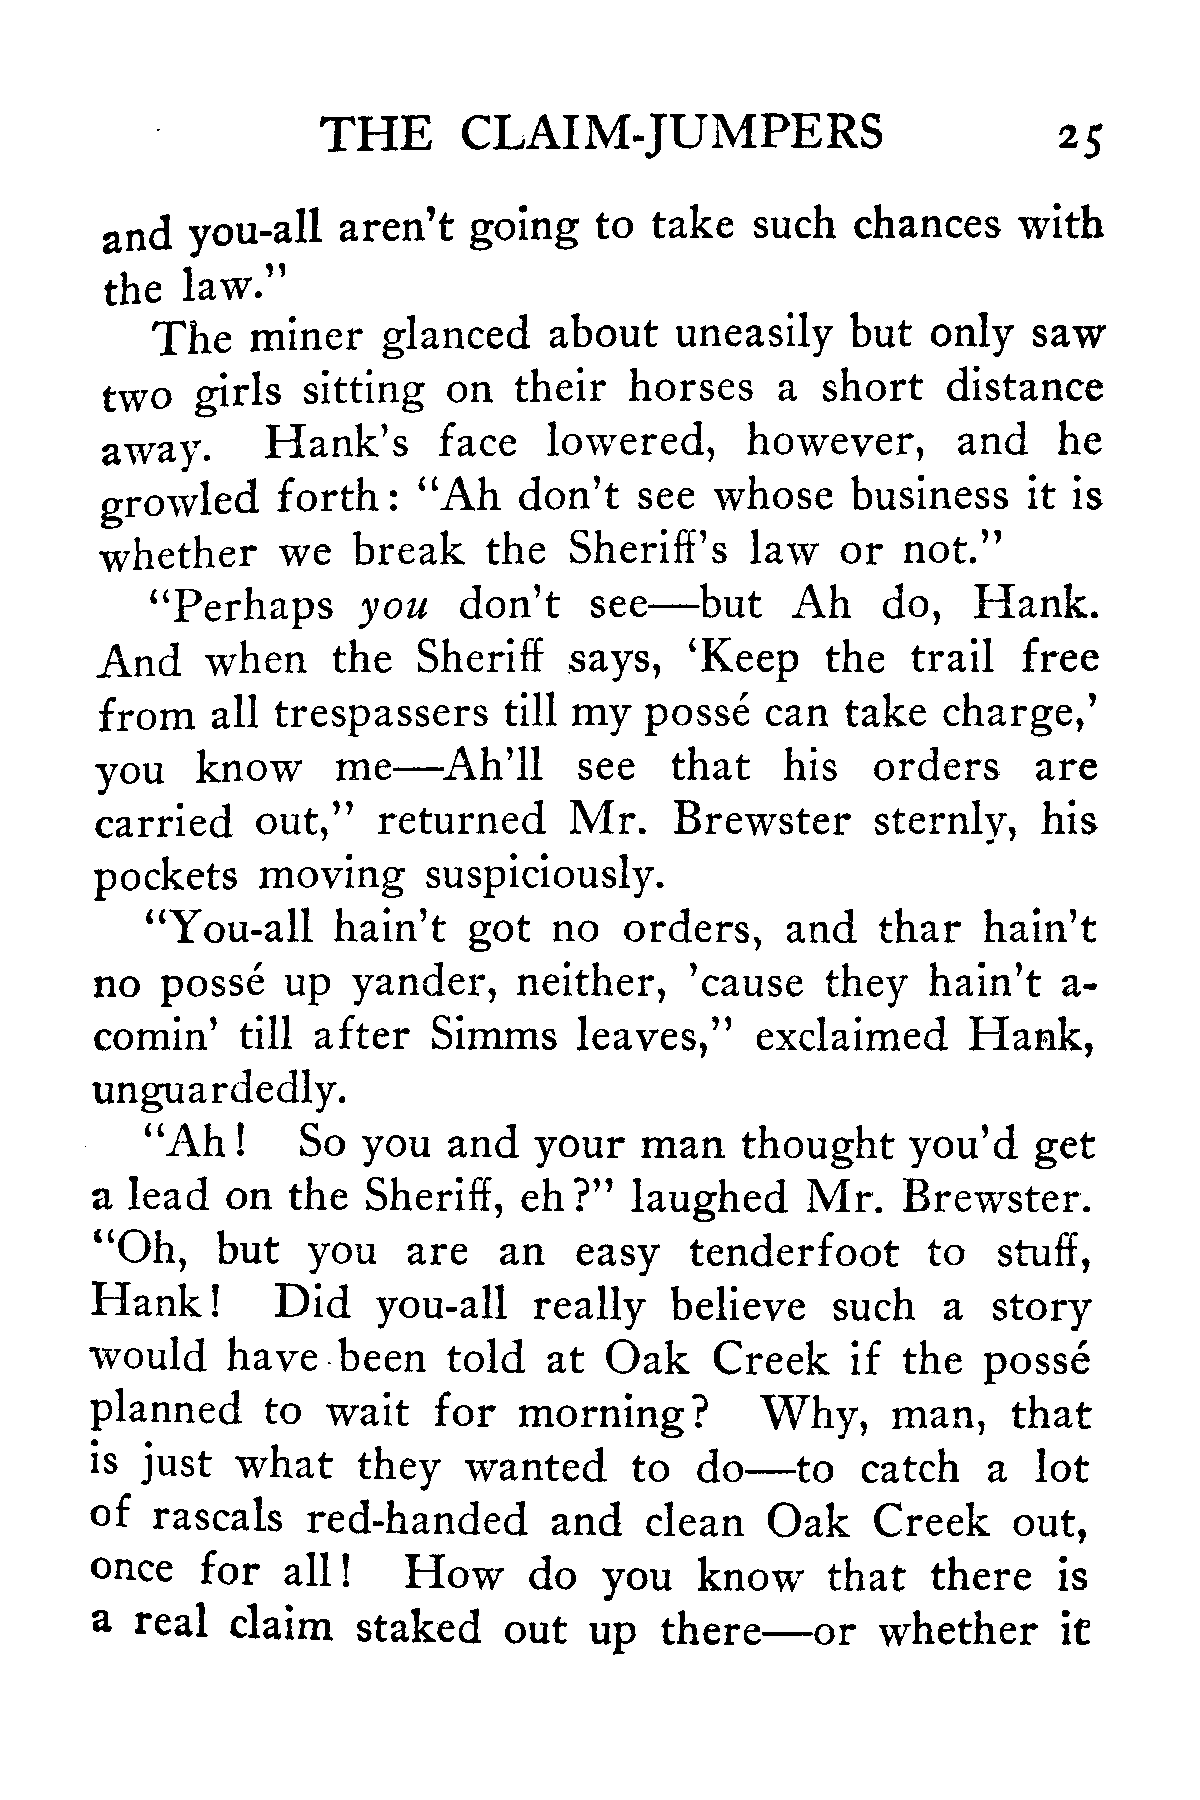 THE CLAIM-JUMPERS 25
and you-all aren't going to take such chances with
the law."
The miner glanced about uneasily but only saw
two girls sitting on their horses a short distance
away. Hank's face lowered, however, and he
growled forth: "Ah don't see whose business it is
whether we break the Sheriff's law or not."
"Perhaps you don't see—but Ah do, Hank.
And when the Sheriff says, 'Keep the trail free
from all trespassers till my possé can take charge,'
you know me—Ah'll see that his orders are
carried out," returned Mr. Brewster sternly, his
pockets moving suspiciously.
"You-all hain't got no orders, and thar hain't
no possé up yander, neither, 'cause they hain't a-
comin' till after Simms leaves," exclaimed Hank,
unguardedly.
"Ah! So you and your man thought you'd get
a lead on the Sheriff, eh?" laughed Mr. Brewster.
"Oh, but you are an easy tenderfoot to stuff,
Hank! Did you-all really believe such a story
would have been told at Oak Creek if the possé
planned to wait for morning? Why, man, that
is just what they wanted to do—to catch a lot
of rascals red-handed and clean Oak Creek out,
once for all! How do you know that there is
a real claim staked out up there—or whether it